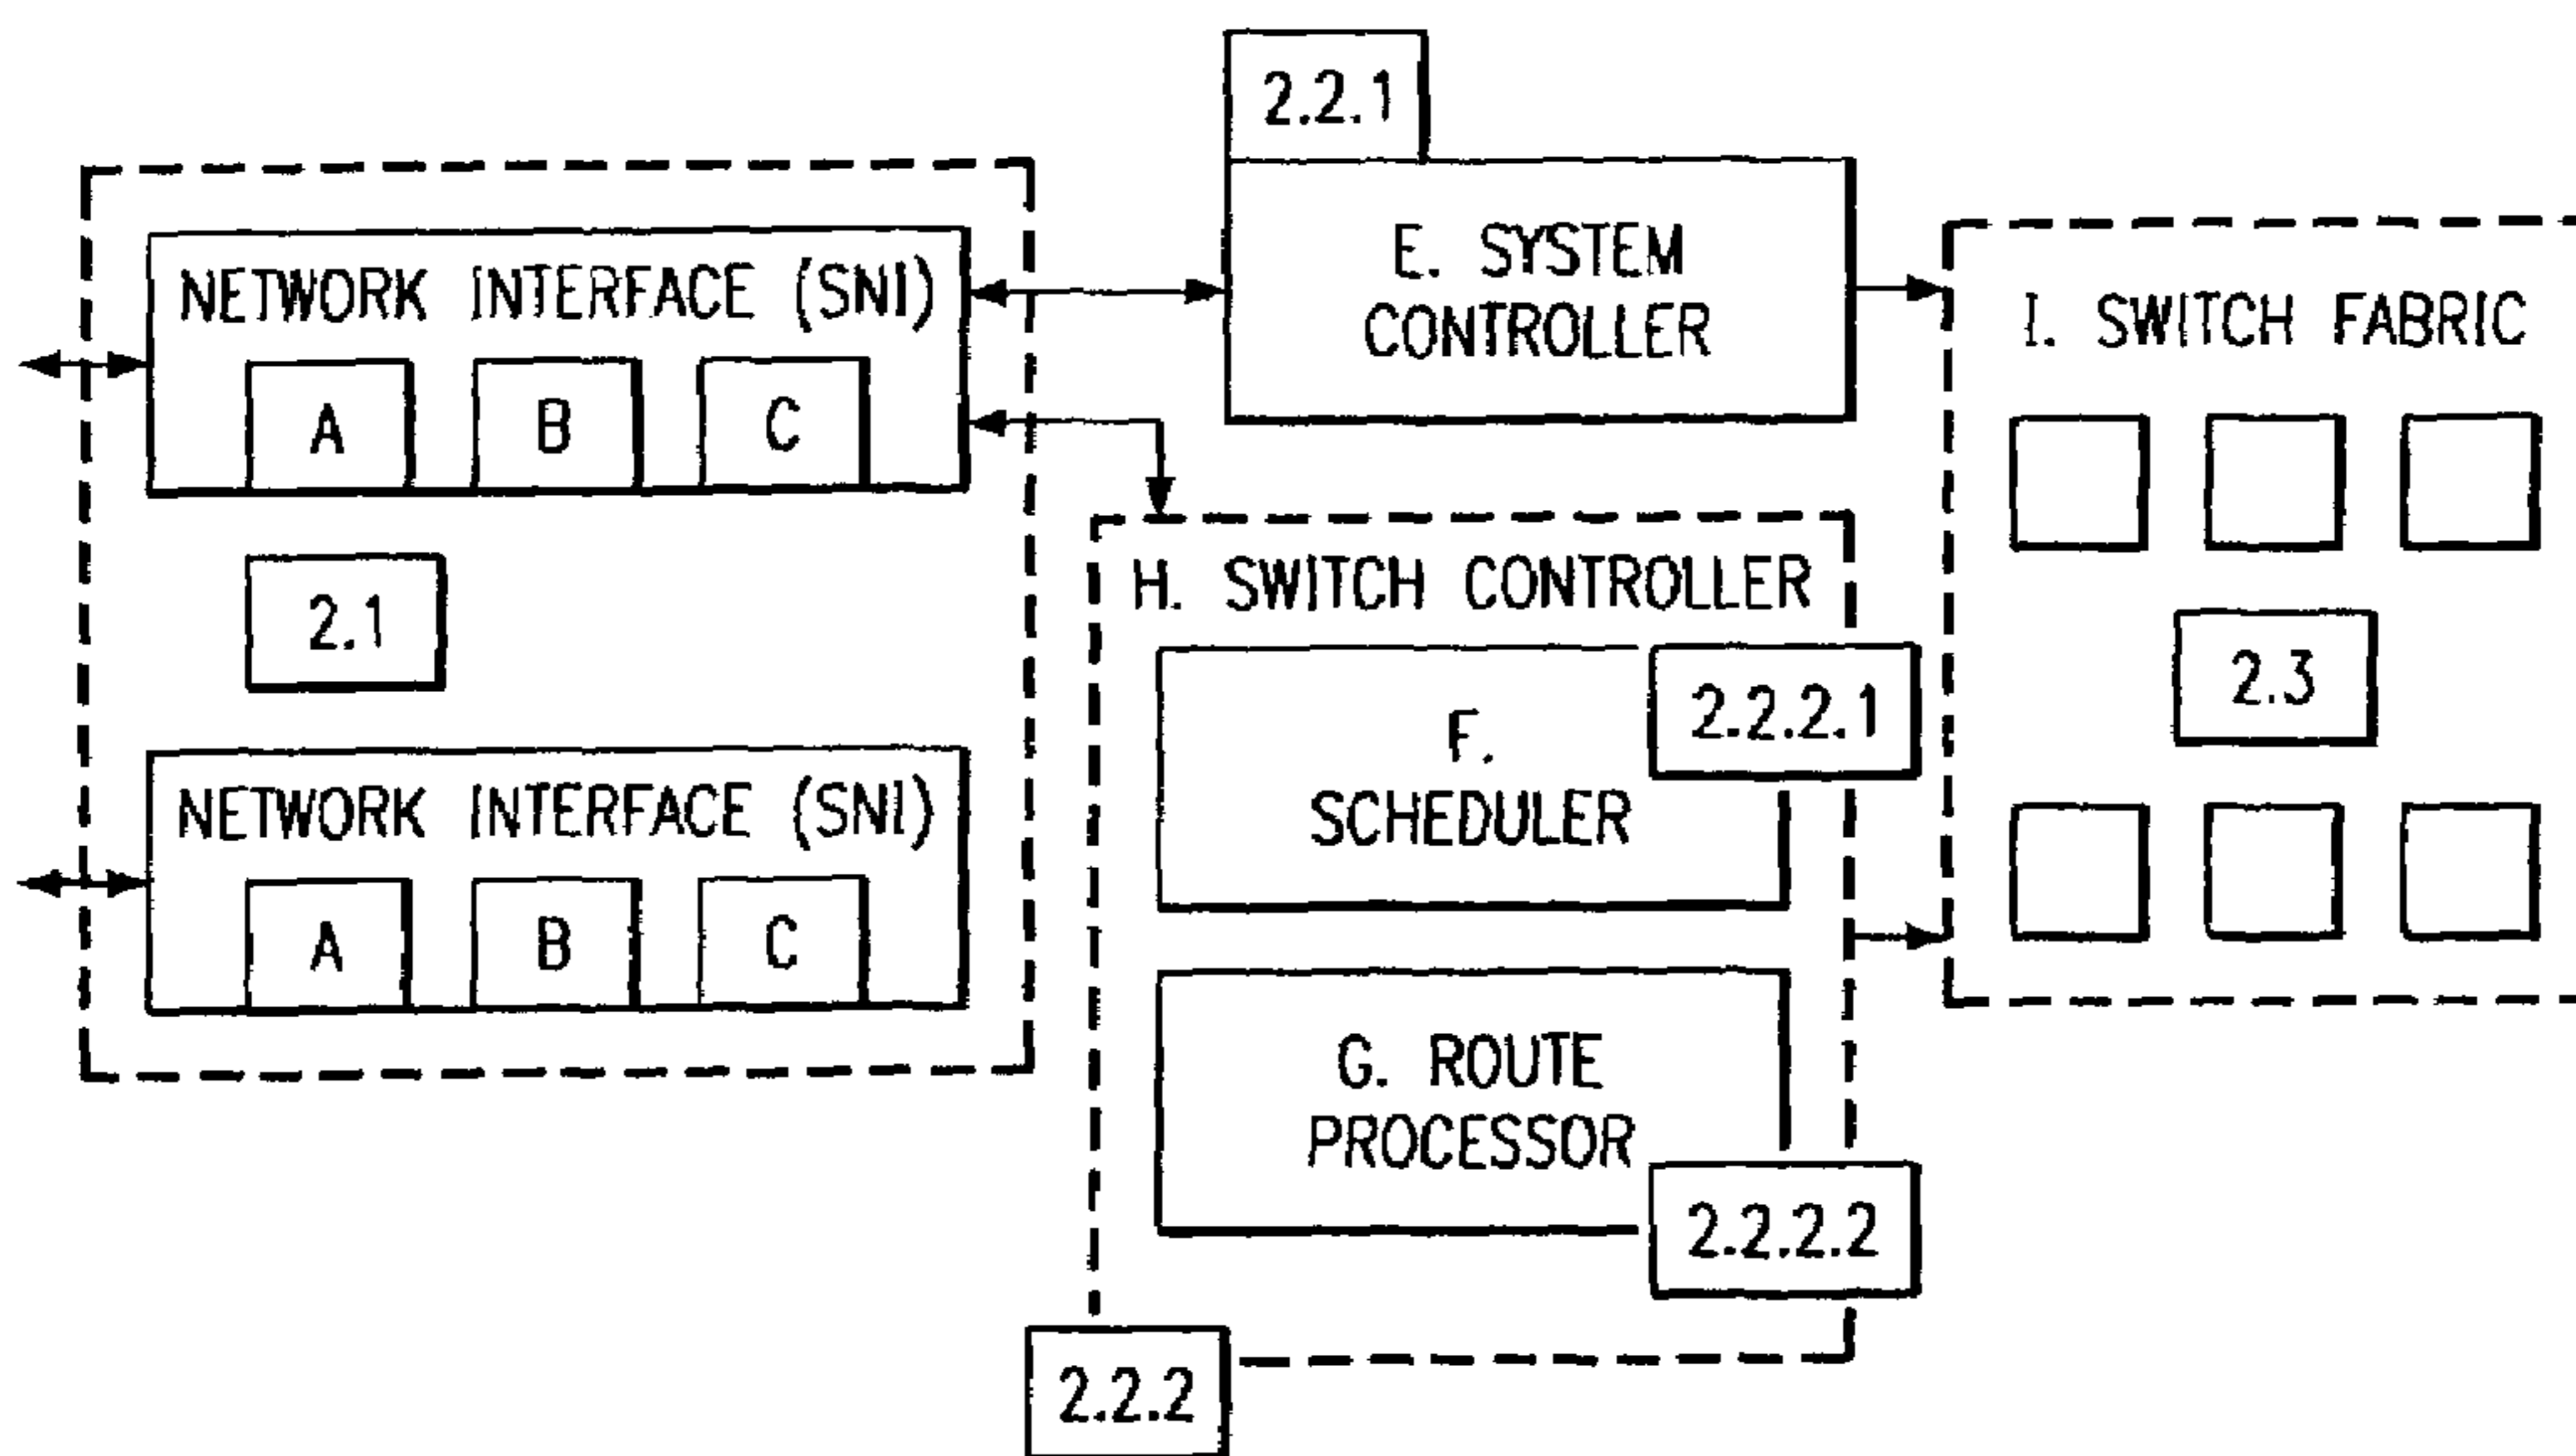 2.2.1
NETWORK INTERFACE (SNI)
A B C
2.1
NETWORK INTERFACE (SNI)
A B C
E. SYSTEM
CONTROLLER
H. SWITCH CONTROLLER
F.
SCHEDULER
2.2.2.1
G. ROUTE
PROCESSOR
2.2.2.2
2.2.2
I. SWITCH FABRIC
2.3